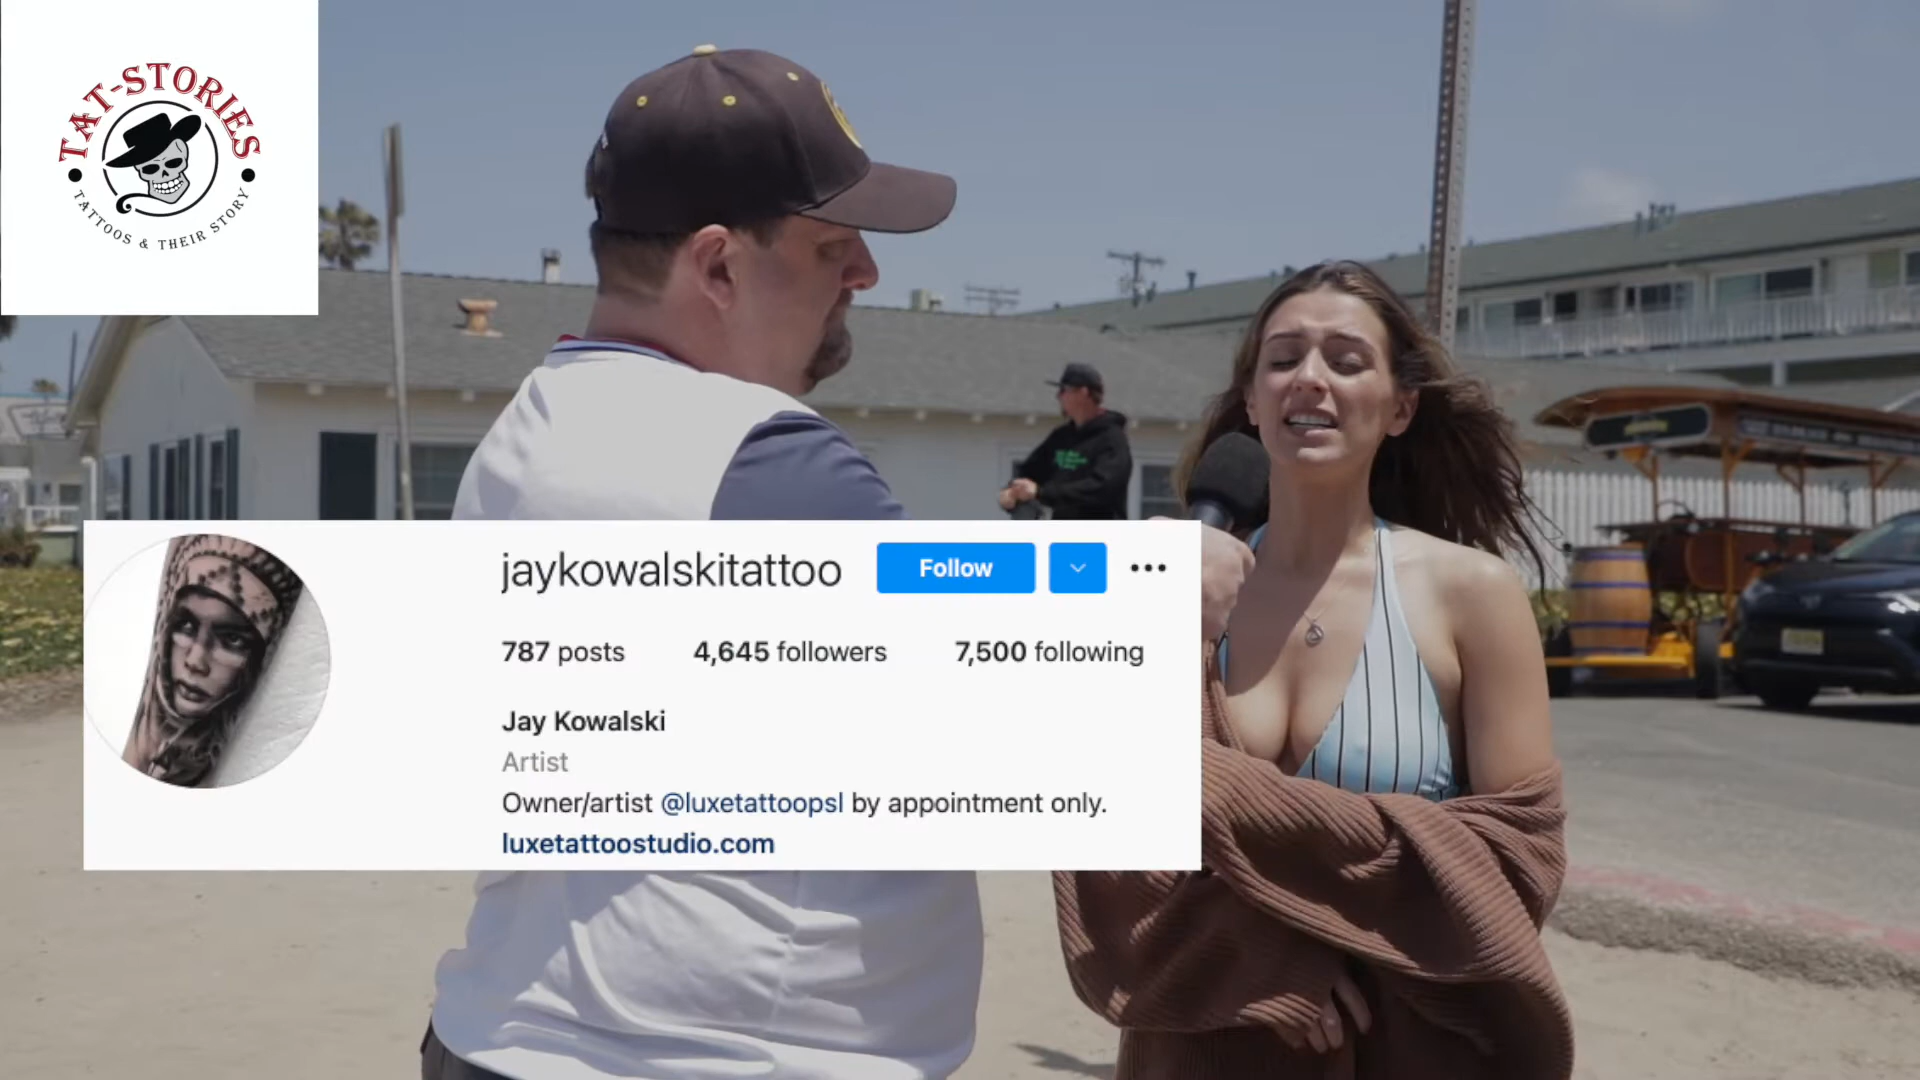 TAT-STORIES
TATTOOS & THEIR STORY
jaykowalskitattoo
Follow
787 posts 4,645 followers 7,500 following
Jay Kowalski
Artist
Owner/artist @luxetattoopsl by appointment only.
luxetattoostudio.com